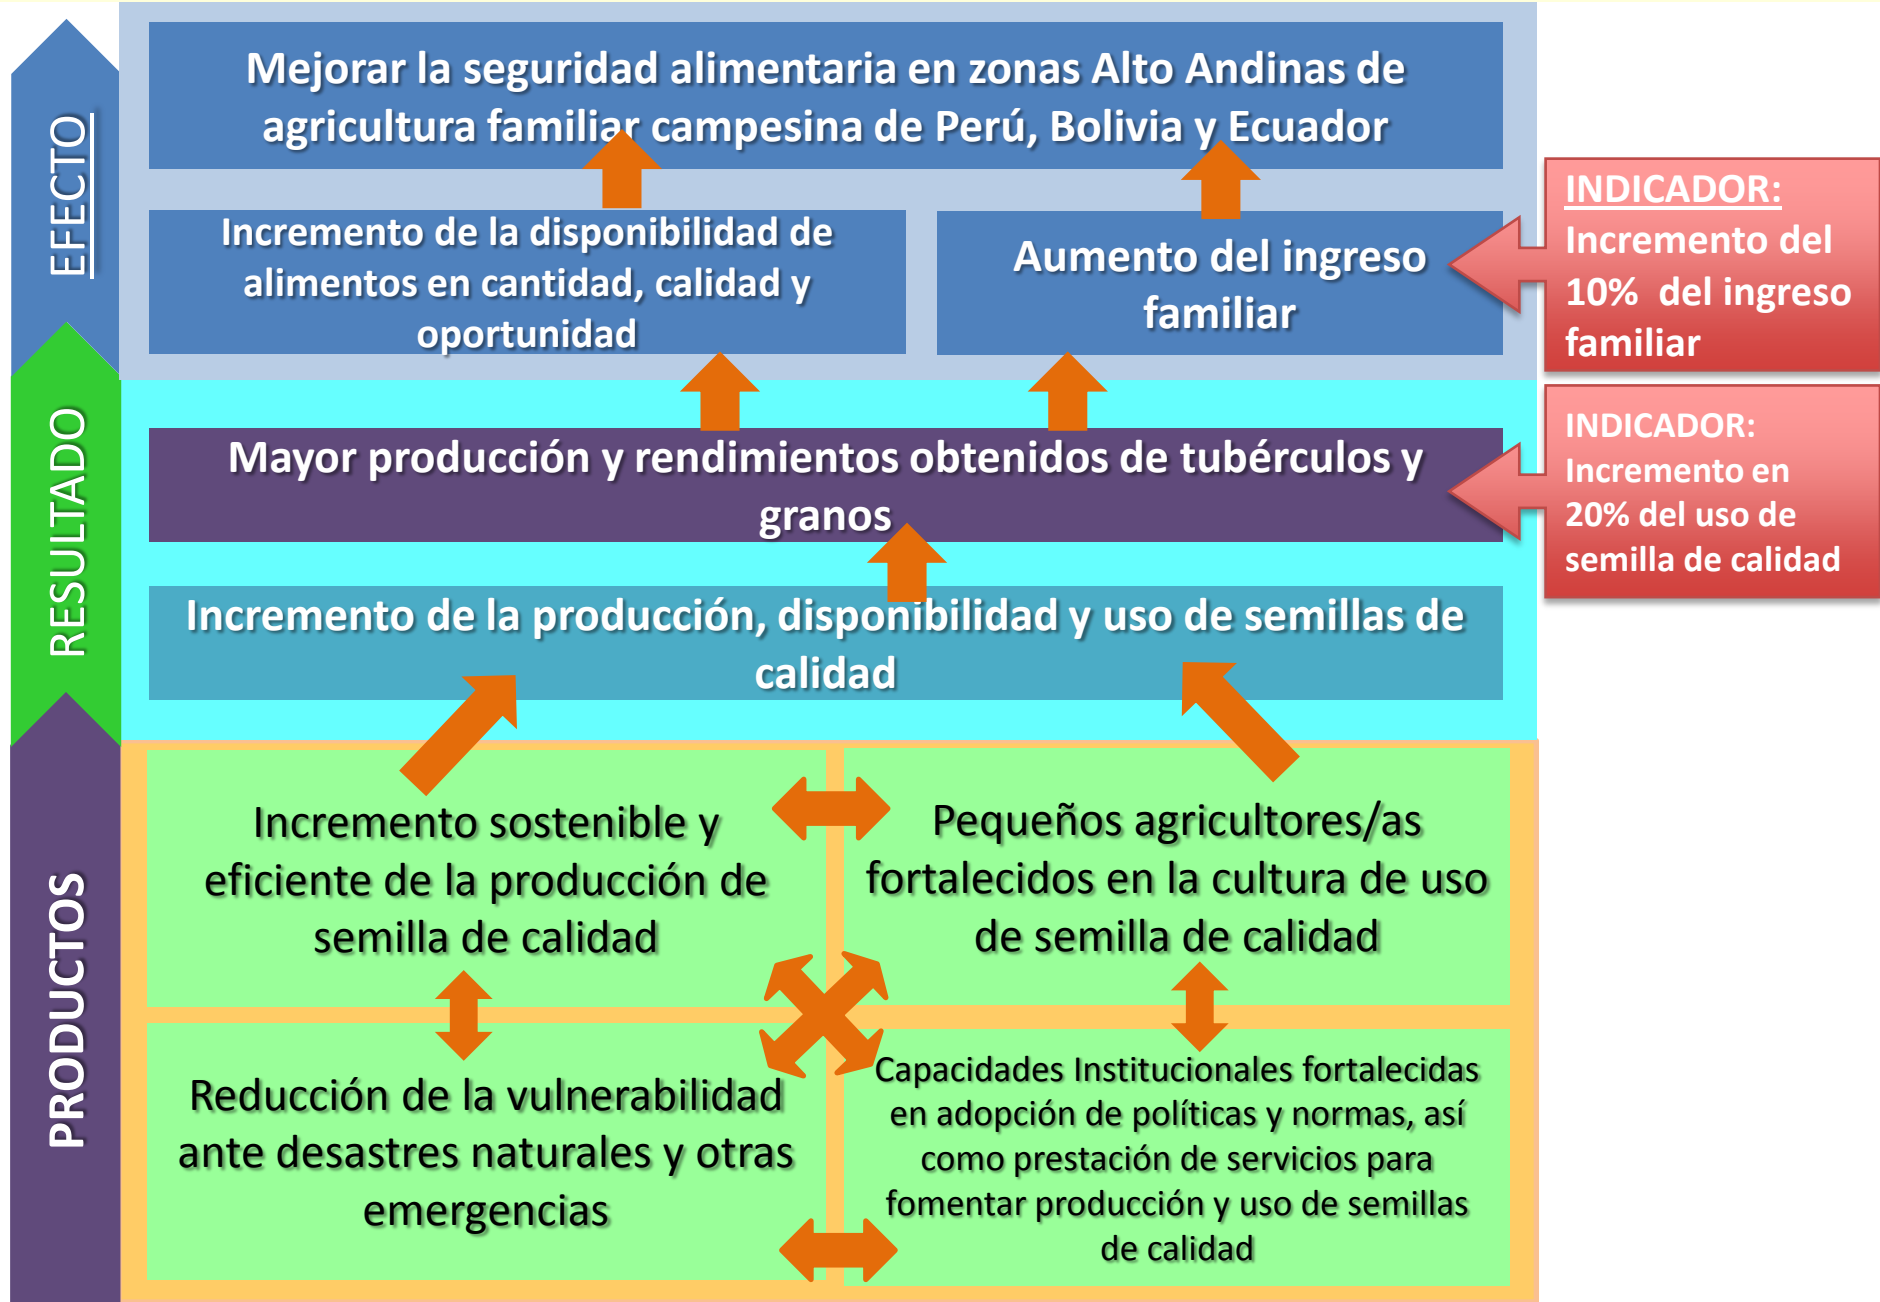 EFECTO
Mejorar la seguridad alimentaria en zonas Alto Andinas de
agricultura familiar campesina de Perú, Bolivia y Ecuador
Incremento de la disponibilidad de
alimentos en cantidad, calidad y
oportunidad
Aumento del ingreso
familiar
INDICADOR:
Incremento del
10% del ingreso
familiar
RESULTADO
Mayor producción y rendimientos obtenidos de tubérculos y
granos
INDICADOR:
Incremento en
20% del uso de
semilla de calidad
Incremento de la producción, disponibilidad y uso de semillas de
calidad
PRODUCTOS
Incremento sostenible y
eficiente de la producción de
semilla de calidad
Pequeños agricultores/as
fortalecidos en la cultura de uso
de semilla de calidad
Reducción de la vulnerabilidad
ante desastres naturales y otras
emergencias
Capacidades Institucionales fortalecidas
en adopción de políticas y normas, así
como prestación de servicios para
fomentar producción y uso de semillas
de calidad